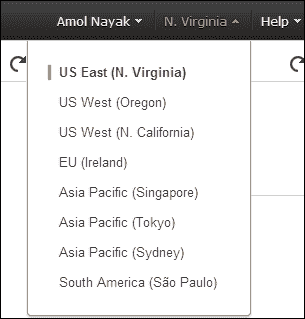 Amol Nayak N. Virginia Help
US East (N. Virginia)
US West (Oregon)
US West (N. California)
EU (Ireland)
Asia Pacific (Singapore)
Asia Pacific (Tokyo)
Asia Pacific (Sydney)
South America (São Paulo)